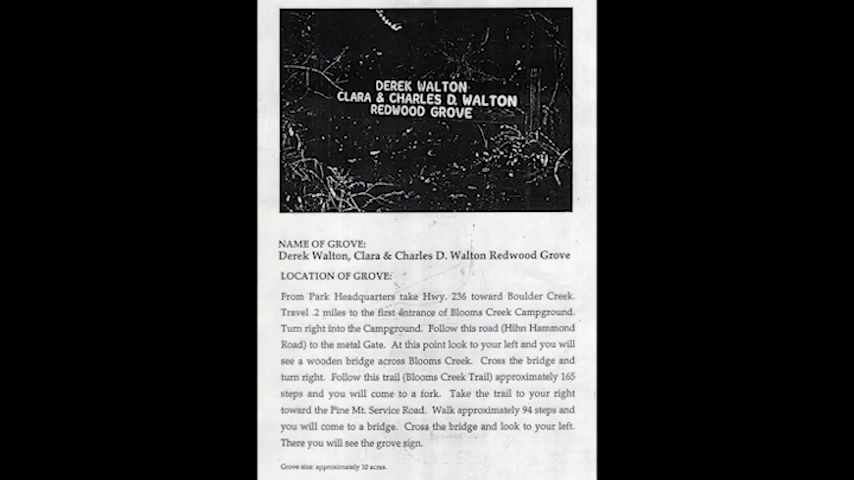 DEREK WALTON
CLARA & CHARLES D. WALTON
REDWOOD GROVE
NAME OF GROVE:
Derek Walton, Clara & Charles D. Walton Redwood Grove
LOCATION OF GROVE:
From Park Headquarters take Hwy. 236 toward Boulder Creek.
Travel .2 miles to the first entrance of Blooms Creek Campground.
Turn right into the Campground. Follow this road (Hihn Hammond
Road) to the metal Gate. At this point look to your left and you will
see a wooden bridge across Blooms Creek. Cross the bridge and
turn right. Follow this trail (Blooms Creek Trail) approximately 165
steps and you will come to a fork. Take the trail to your right
toward the Pine Mt. Service Road. Walk approximately 94 steps and
you will come to a bridge. Cross the bridge and look to your left.
There you will see the grove sign.
Grove size: approximately 10 acres.